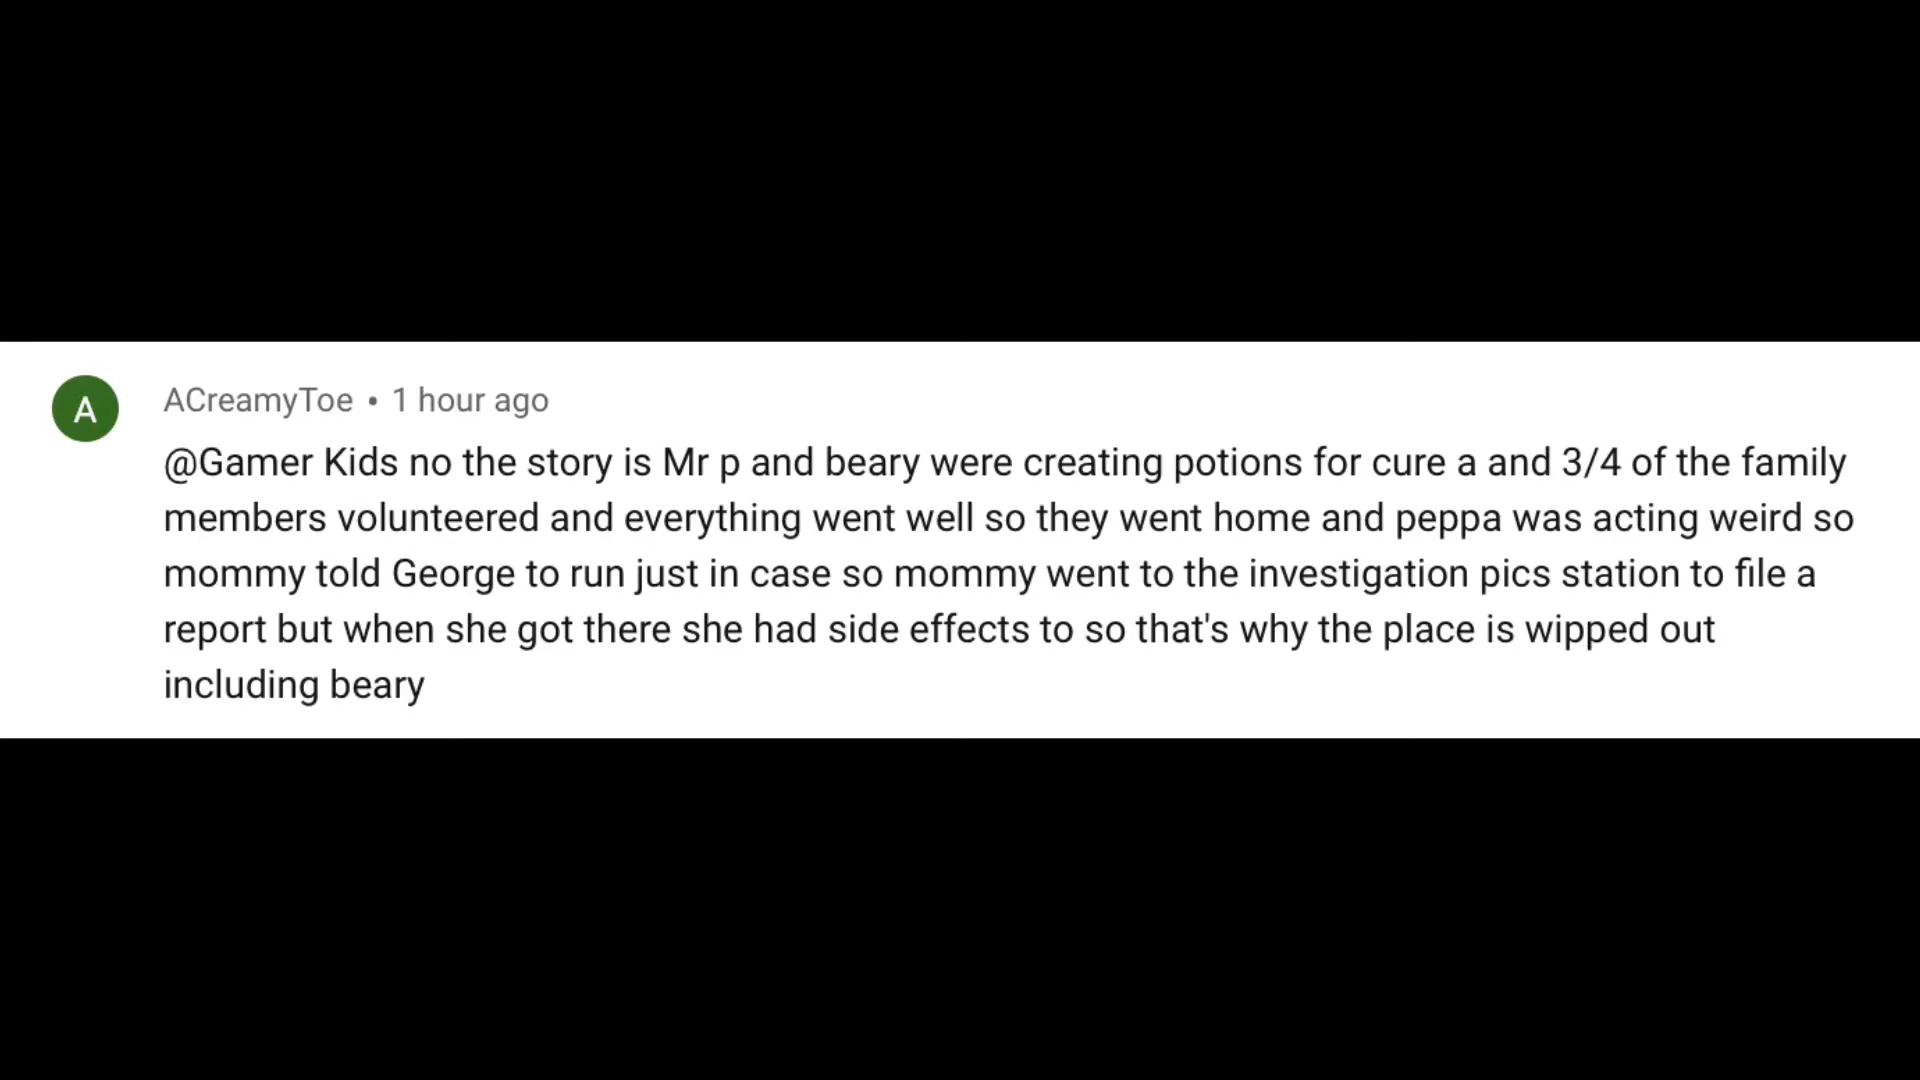 A
ACreamyToe • 1 hour ago
@Gamer Kids no the story is Mr p and beary were creating potions for cure a and 3/4 of the family
members volunteered and everything went well so they went home and peppa was acting weird so
mommy told George to run just in case so mommy went to the investigation pics station to file a
report but when she got there she had side effects to so that's why the place is wipped out
including beary